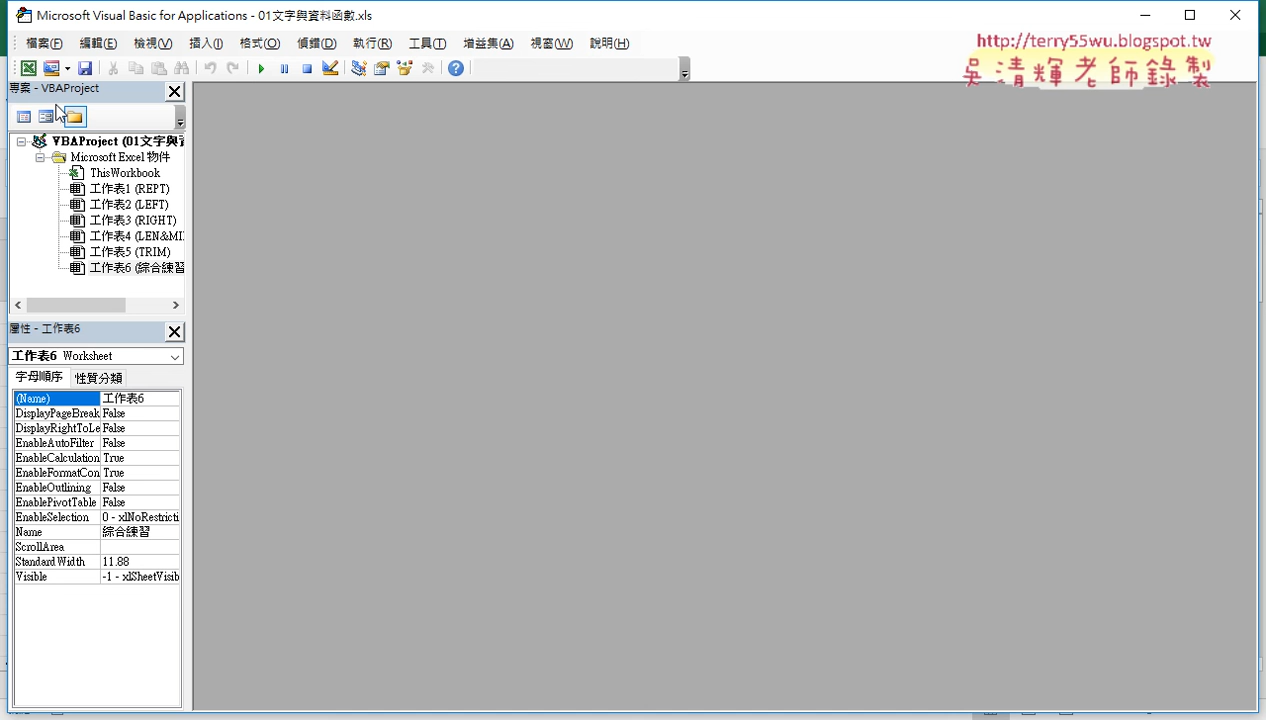 Microsoft Visual Basic for Applications - 01文字與資料函數.xls
檔案(F) 編輯(E) 檢視(V) 插入(I) 格式(O) 偵錯(D) 執行(R) 工具(T) 增益集(A) 視窗(W) 說明(H)
http://terry55wu.blogspot.tw
吳清輝老師錄製
專案 - VBAProject
VBAProject (01文字與資
Microsoft Excel 物件
ThisWorkbook
工作表1 (REPT)
工作表2 (LEFT)
工作表3 (RIGHT)
工作表4 (LEN&MI
工作表5 (TRIM)
工作表6 (綜合練習
屬性 - 工作表6
工作表6 Worksheet
字母順序 性質分類
(Name) 工作表6
DisplayPageBreak False
DisplayRightToLe False
EnableAutoFilter False
EnableCalculation True
EnableFormatCon True
EnableOutlining False
EnablePivotTable False
EnableSelection 0 - xlNoRestricti
Name 綜合練習
ScrollArea
StandardWidth 11.88
Visible -1 - xlSheetVisib